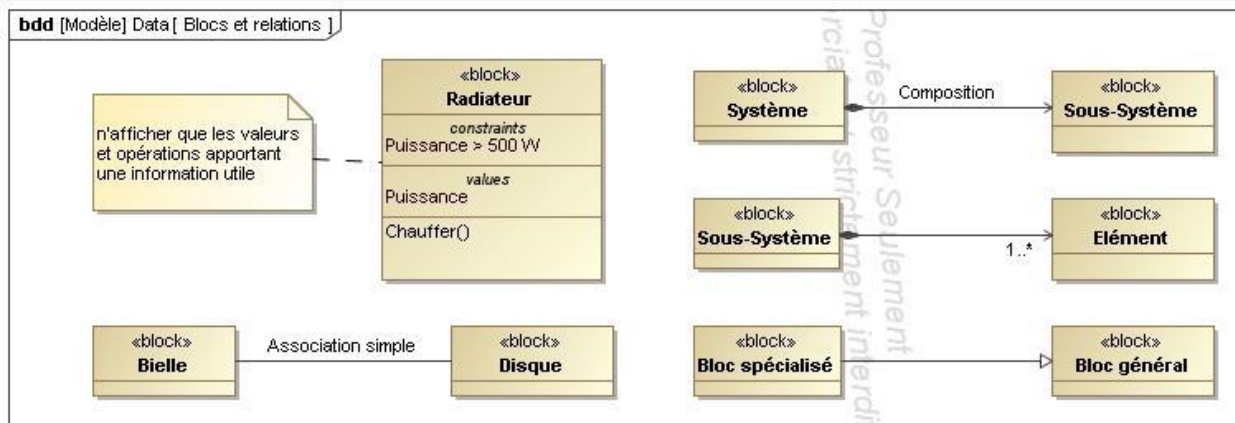 bdd [Modèle] Data [ Blocs et relations ]
n'afficher que les valeurs
et opérations apportant
une information utile
«block»
Radiateur
constraints
Puissance > 500 W
values
Puissance
Chauffer()
«block»
Système
Composition
«block»
Sous-Système
«block»
Sous-Système
1..*
«block»
Elément
«block»
Bielle
Association simple
«block»
Disque
«block»
Bloc spécialisé
«block»
Bloc général
Professeur Seulement
strictement interdi